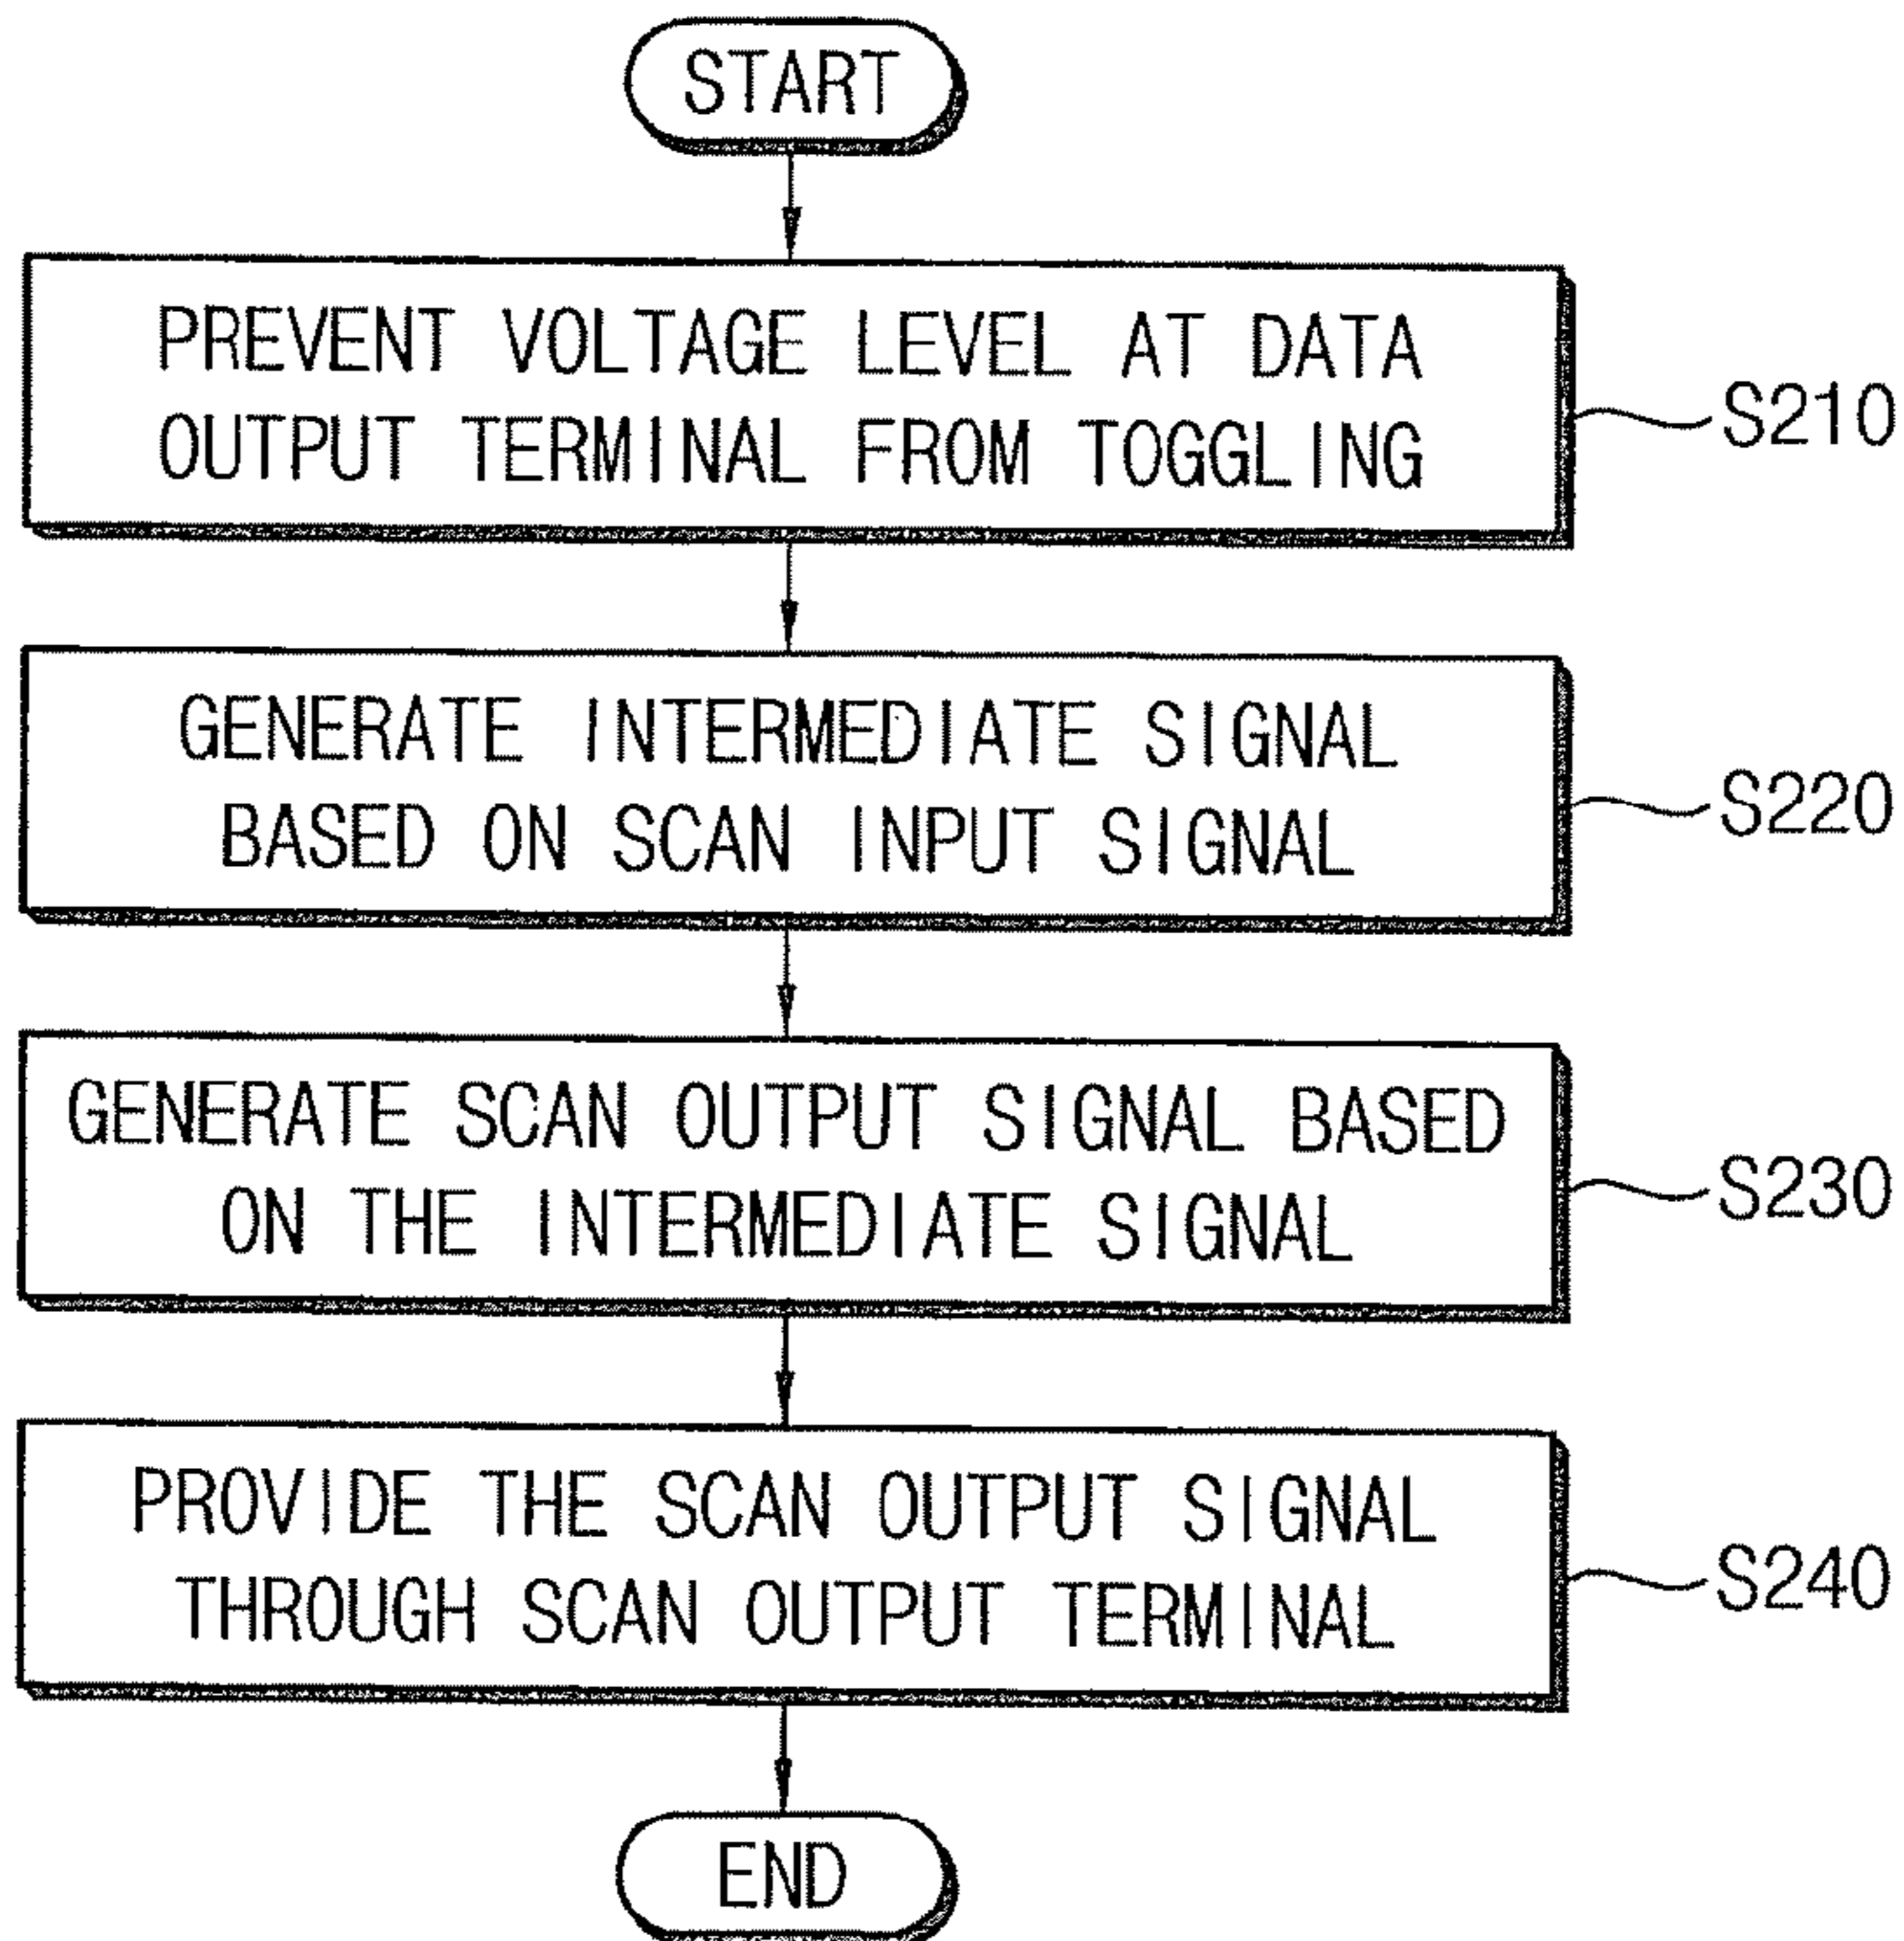 START
PREVENT VOLTAGE LEVEL AT DATA
OUTPUT TERMINAL FROM TOGGLING
S210
GENERATE INTERMEDIATE SIGNAL
BASED ON SCAN INPUT SIGNAL
S220
GENERATE SCAN OUTPUT SIGNAL BASED
ON THE INTERMEDIATE SIGNAL
S230
PROVIDE THE SCAN OUTPUT SIGNAL
THROUGH SCAN OUTPUT TERMINAL
S240
END